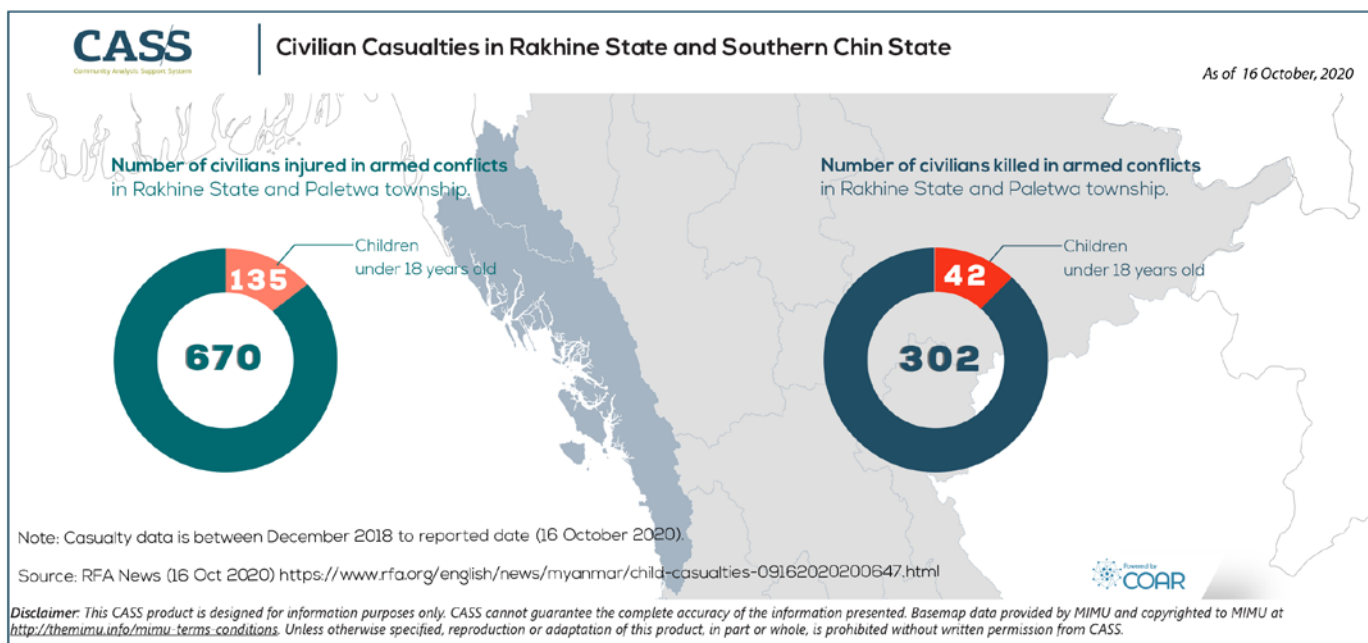 CASS
Community Analysis Support System
Civilian Casualties in Rakhine State and Southern Chin State
As of 16 October, 2020
Number of civilians injured in armed conflicts
in Rakhine State and Paletwa township.
Children
under 18 years old
135
670
Number of civilians killed in armed conflicts
in Rakhine State and Paletwa township.
Children
under 18 years old
42
302
Note: Casualty data is between December 2018 to reported date (16 October 2020).
Source: RFA News (16 Oct 2020) https://www.rfa.org/english/news/myanmar/child-casualties-09162020200647.html
Powered by
COAR
Disclaimer: This CASS product is designed for information purposes only. CASS cannot guarantee the complete accuracy of the information presented. Basemap data provided by MIMU and copyrighted to MIMU at
http://themimu.info/mimu-terms-conditions. Unless otherwise specified, reproduction or adaptation of this product, in part or whole, is prohibited without written permission from CASS.